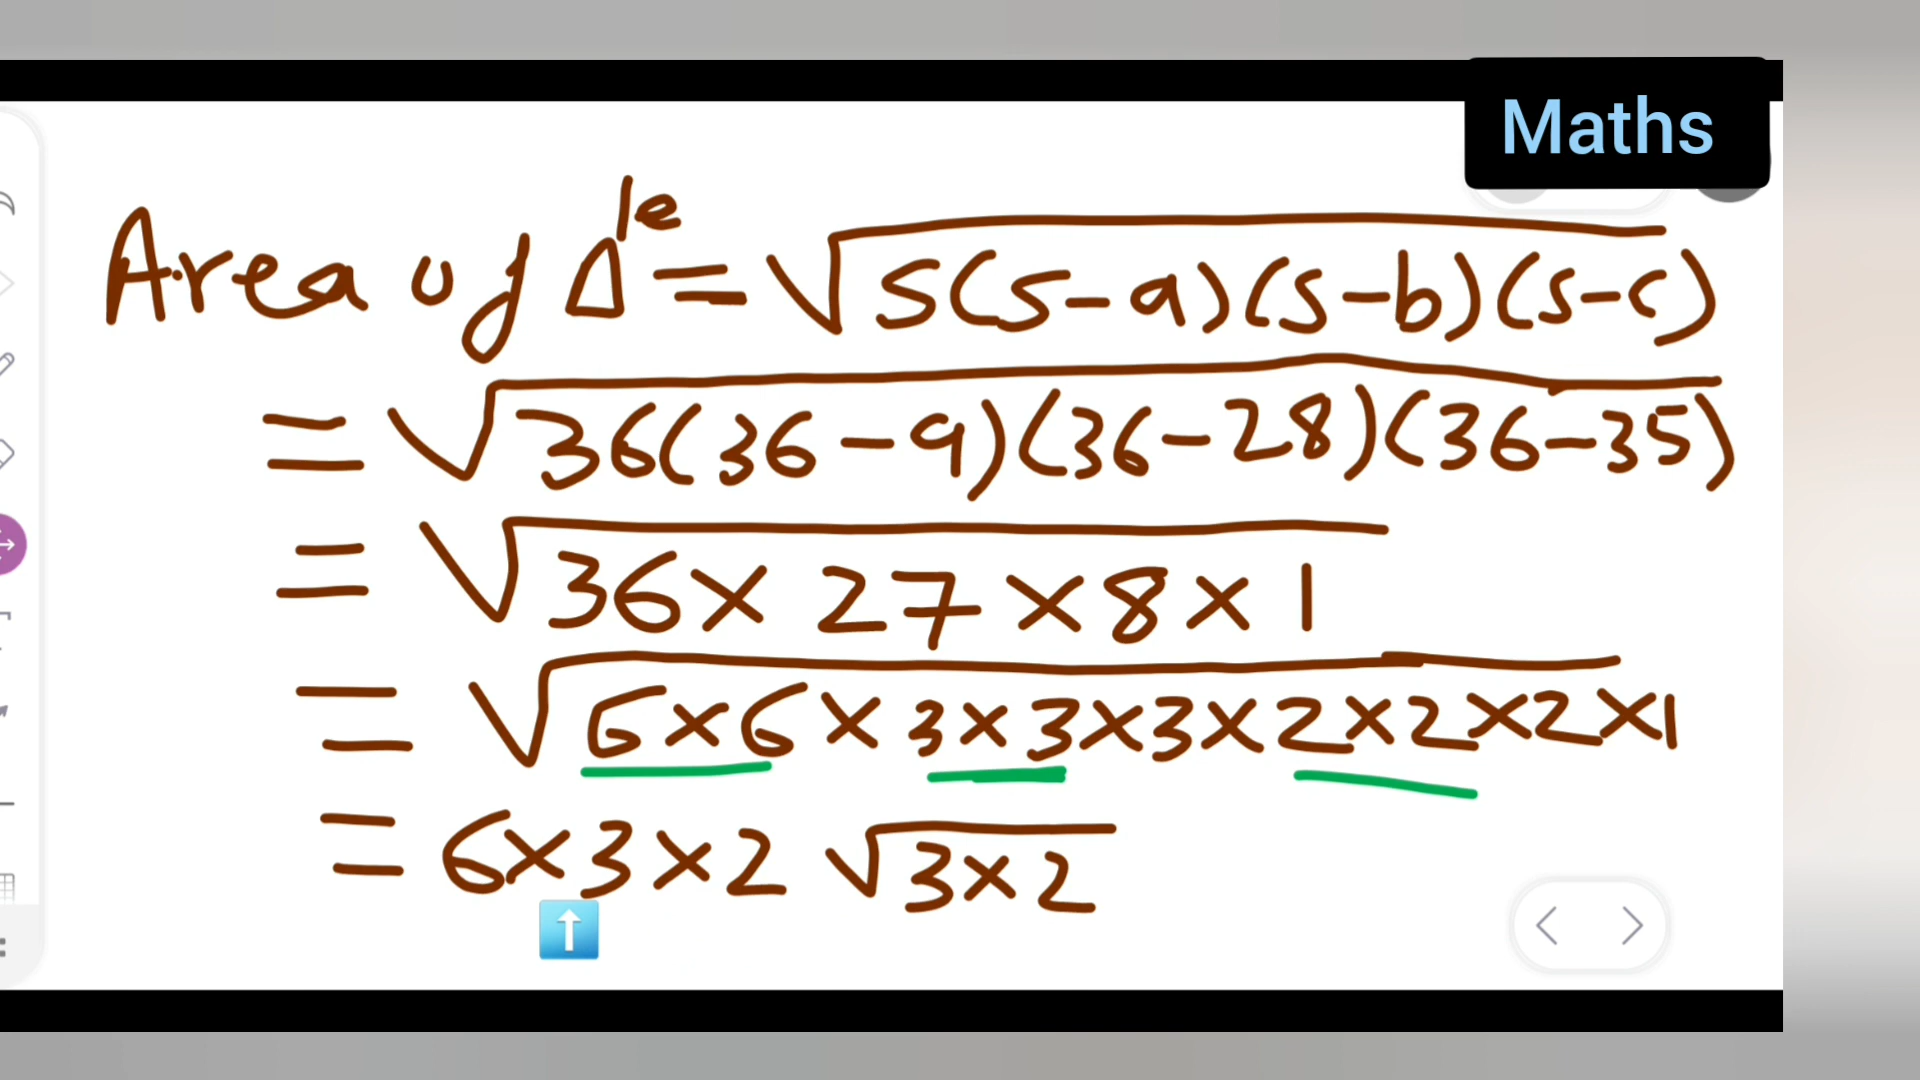 Maths
Area of Δle = √s(s-a)(s-b)(s-c)
= √36(36-9)(36-28)(36-35)
= √36×27×8×1
= √6×6×3×3×3×2×2×2×1
= 6×3×2 √3×2